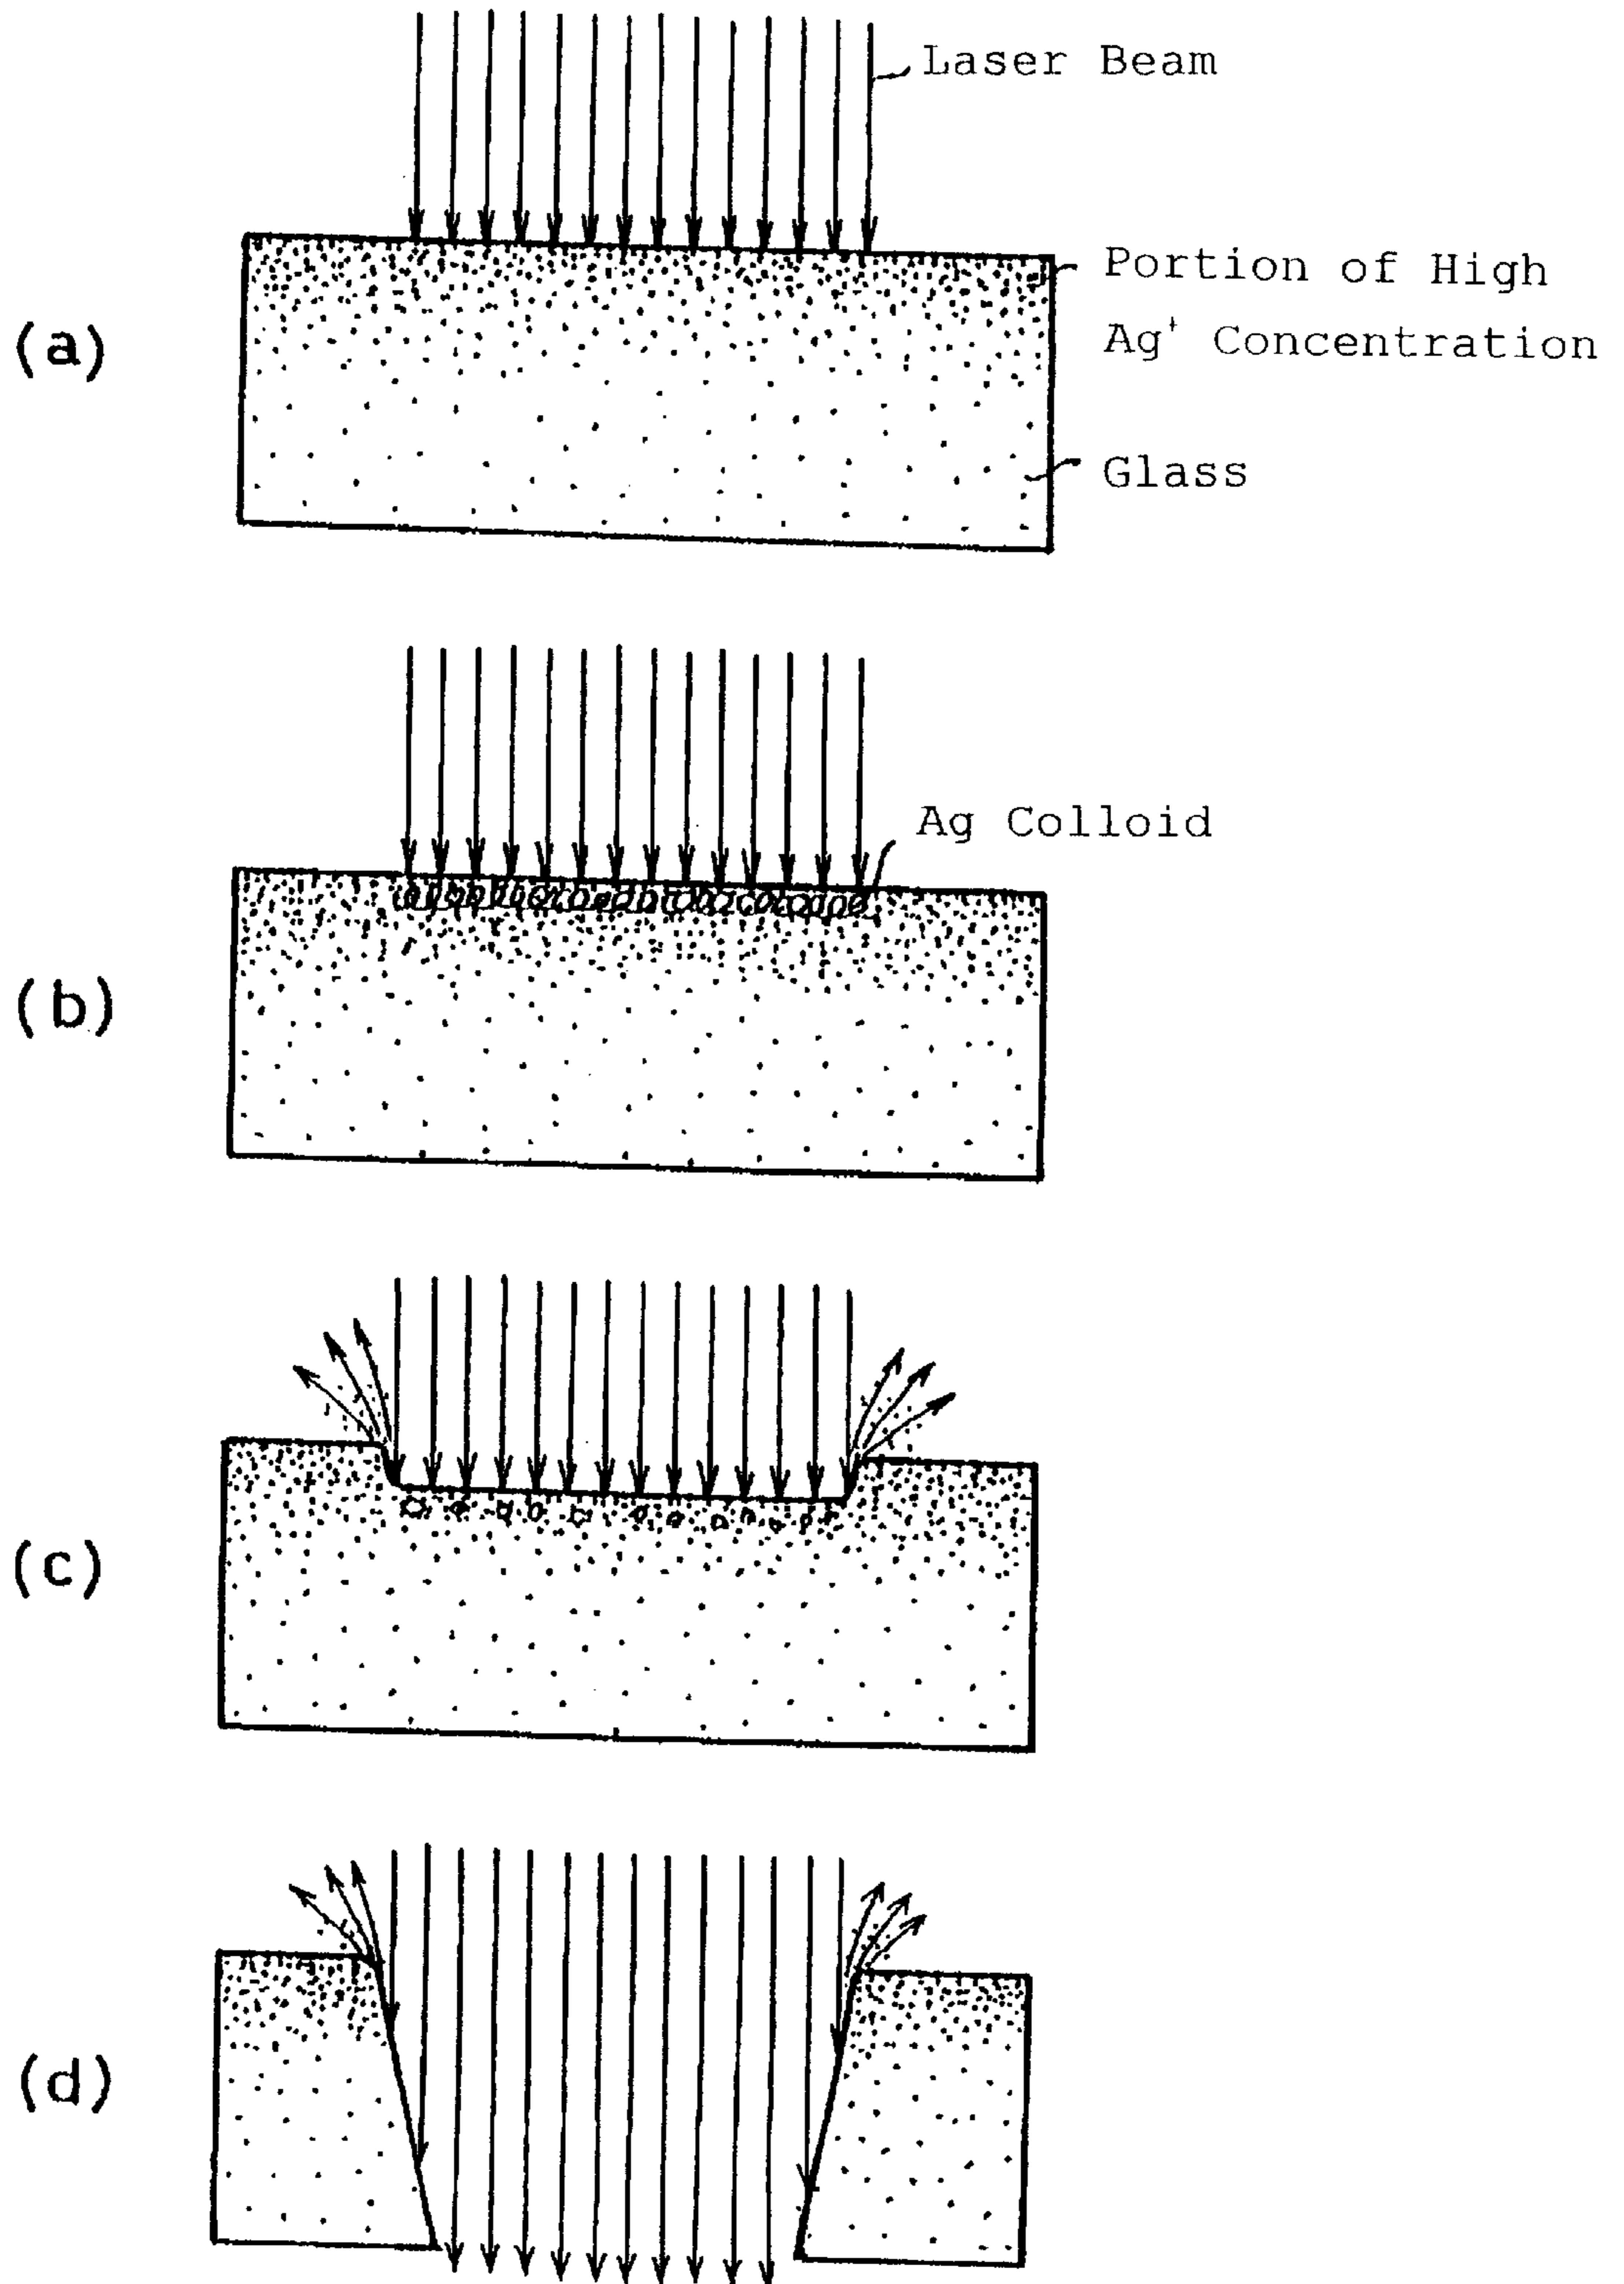 Laser Beam
Portion of High
(a)
Ag⁺ Concentration
Glass
Ag Colloid
(b)
(c)
(d)